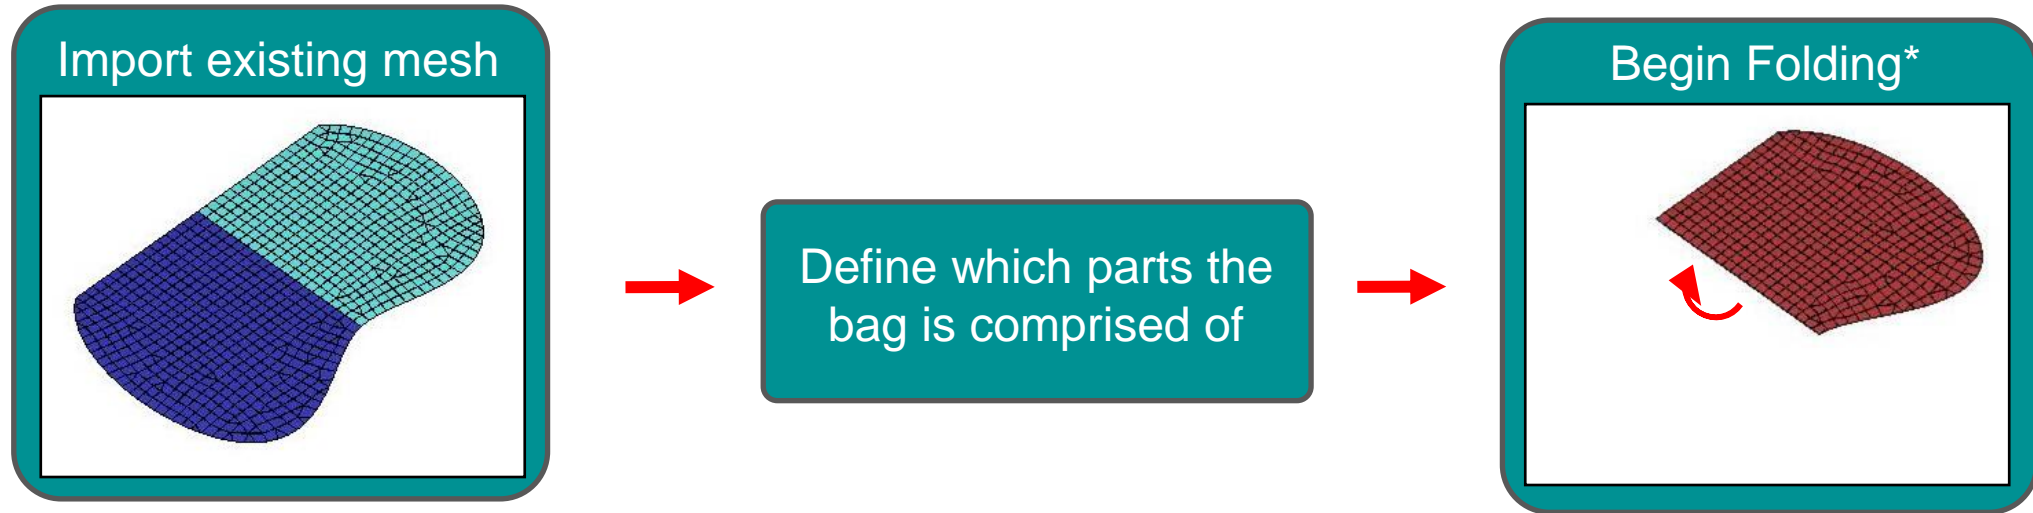 Import existing mesh
Define which parts the
bag is comprised of
Begin Folding*